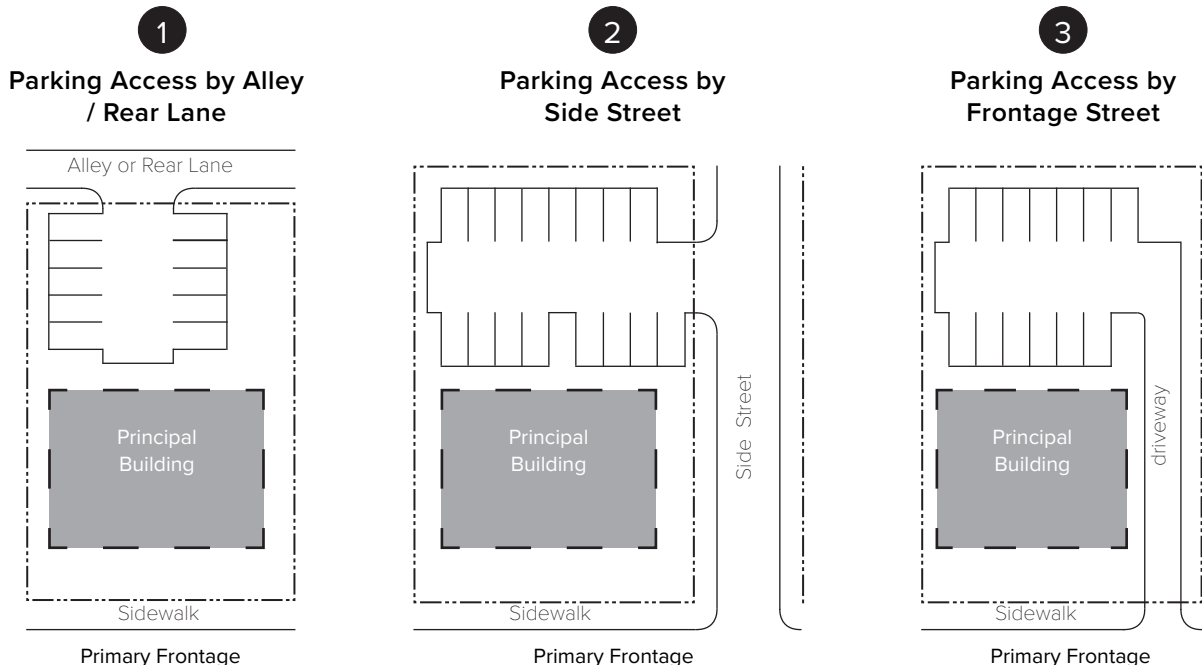 1
Parking Access by Alley
/ Rear Lane
Alley or Rear Lane
Principal
Building
Sidewalk
Primary Frontage
2
Parking Access by
Side Street
Principal
Building
Side Street
Sidewalk
Primary Frontage
3
Parking Access by
Frontage Street
Principal
Building
driveway
Sidewalk
Primary Frontage